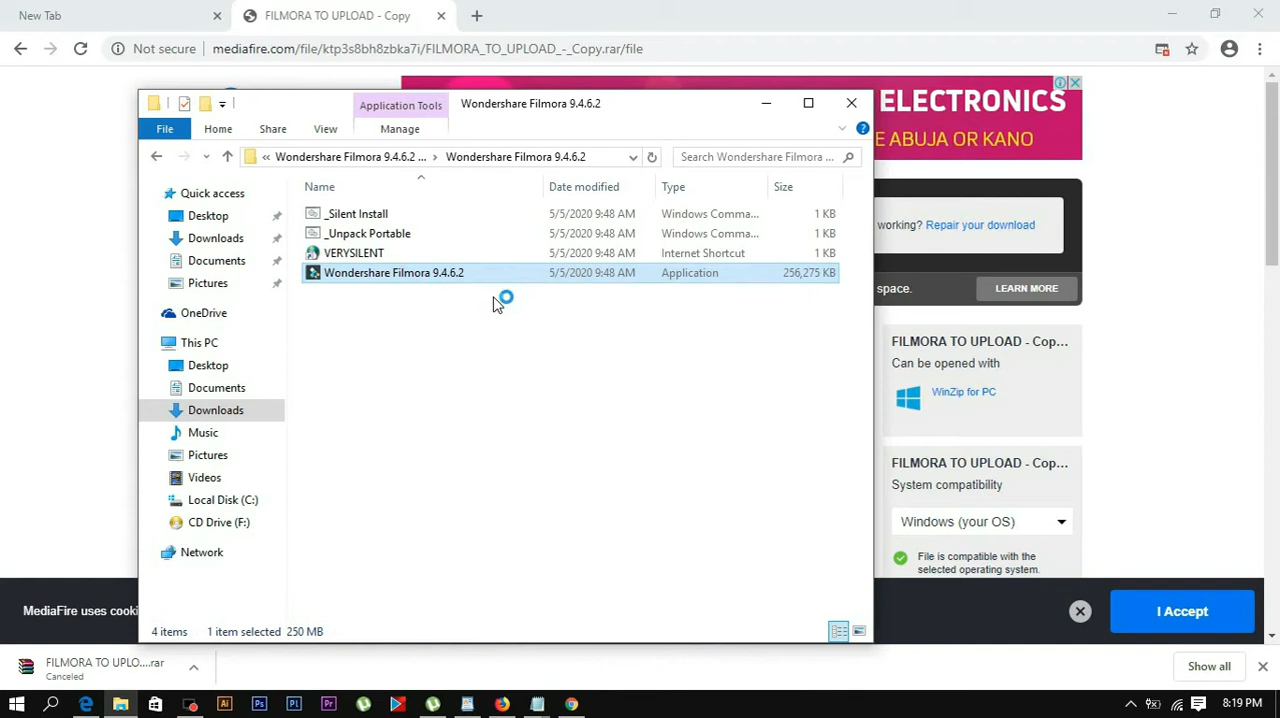 New Tab
FILMORA TO UPLOAD - Copy
Not secure
mediafire.com/file/ktp3s8bh8zbka7i/FILMORA_TO_UPLOAD_-_Copy.rar/file
ELECTRONICS
E ABUJA OR KANO
Application Tools
Wondershare Filmora 9.4.6.2
File
Home
Share
View
Manage
« Wondershare Filmora 9.4.6.2 ... › Wondershare Filmora 9.4.6.2
Search Wondershare Filmora ...
Name
Date modified
Type
Size
_Silent Install
5/5/2020 9:48 AM
Windows Comma...
1 KB
_Unpack Portable
5/5/2020 9:48 AM
Windows Comma...
1 KB
VERYSILENT
5/5/2020 9:48 AM
Internet Shortcut
1 KB
Wondershare Filmora 9.4.6.2
5/5/2020 9:48 AM
Application
256,275 KB
Quick access
Desktop
Downloads
Documents
Pictures
OneDrive
This PC
Desktop
Documents
Downloads
Music
Pictures
Videos
Local Disk (C:)
CD Drive (F:)
Network
4 items
1 item selected 250 MB
working? Repair your download
space.
LEARN MORE
FILMORA TO UPLOAD - Cop...
Can be opened with
WinZip for PC
FILMORA TO UPLOAD - Cop...
System compatibility
Windows (your OS)
File is compatible with the
selected operating system.
MediaFire uses cooki
I Accept
FILMORA TO UPLO....rar
Canceled
Show all
Ai
Ps
Pl
Pr
8:19 PM